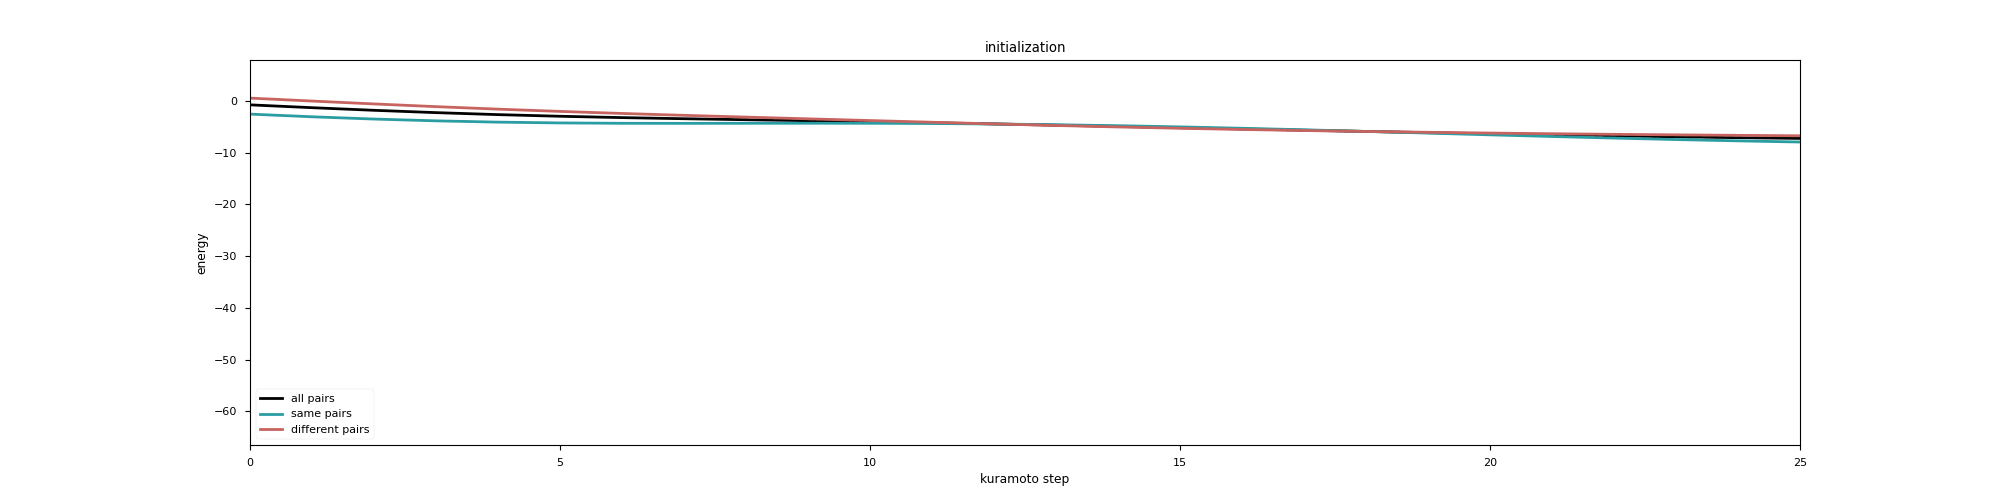 initialization
energy
0
−10
−20
−30
−40
−50
−60
all pairs
same pairs
different pairs
0 5 10 15 20 25
kuramoto step